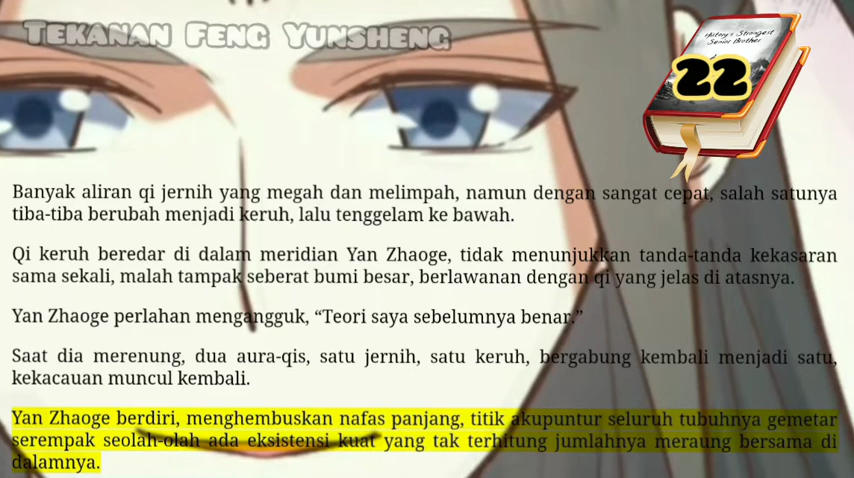 Tekanan Feng Yunsheng
History's Strongest
Senior Brother
22
Banyak aliran qi jernih yang megah dan melimpah, namun dengan sangat cepat, salah satunya
tiba-tiba berubah menjadi keruh, lalu tenggelam ke bawah.
Qi keruh beredar di dalam meridian Yan Zhaoge, tidak menunjukkan tanda-tanda kekasaran
sama sekali, malah tampak seberat bumi besar, berlawanan dengan qi yang jelas di atasnya.
Yan Zhaoge perlahan mengangguk, “Teori saya sebelumnya benar.”
Saat dia merenung, dua aura-qis, satu jernih, satu keruh, bergabung kembali menjadi satu,
kekacauan muncul kembali.
Yan Zhaoge berdiri, menghembuskan nafas panjang, titik akupuntur seluruh tubuhnya gemetar
serempak seolah-olah ada eksistensi kuat yang tak terhitung jumlahnya meraung bersama di
dalamnya.